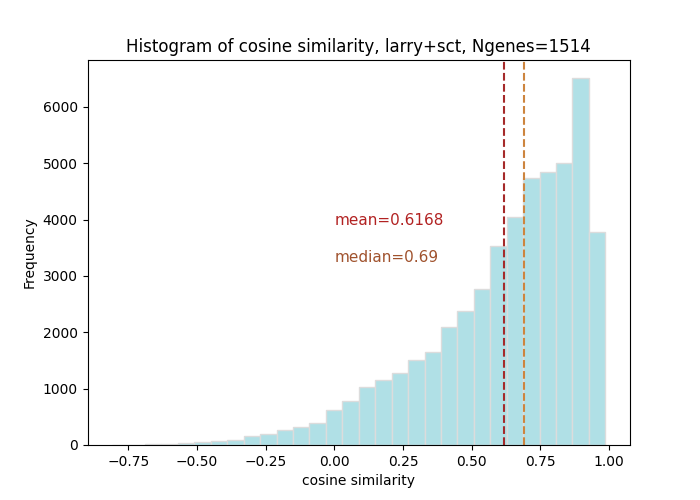 Histogram of cosine similarity, larry+sct, Ngenes=1514
6000
5000
4000
3000
2000
1000
0
Frequency
mean=0.6168
median=0.69
−0.75 −0.50 −0.25 0.00 0.25 0.50 0.75 1.00
cosine similarity